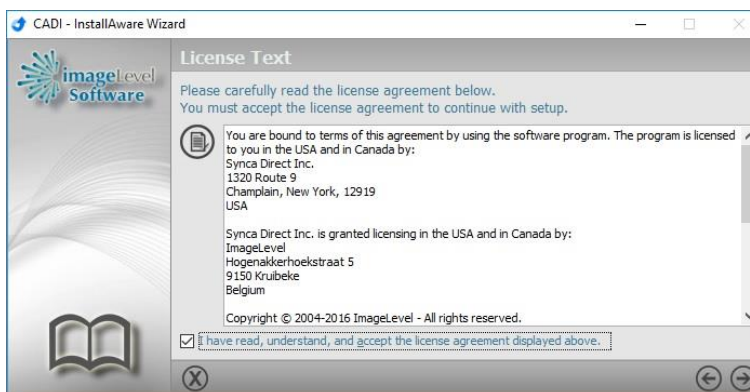 CADI - InstallAware Wizard
imageLevel
Software
License Text
Please carefully read the license agreement below.
You must accept the license agreement to continue with setup.
You are bound to terms of this agreement by using the software program. The program is licensed
to you in the USA and in Canada by:
Synca Direct Inc.
1320 Route 9
Champlain, New York, 12919
USA
Synca Direct Inc. is granted licensing in the USA and in Canada by:
ImageLevel
Hogenakkerhoekstraat 5
9150 Kruibeke
Belgium
Copyright © 2004-2016 ImageLevel - All rights reserved.
I have read, understand, and accept the license agreement displayed above.